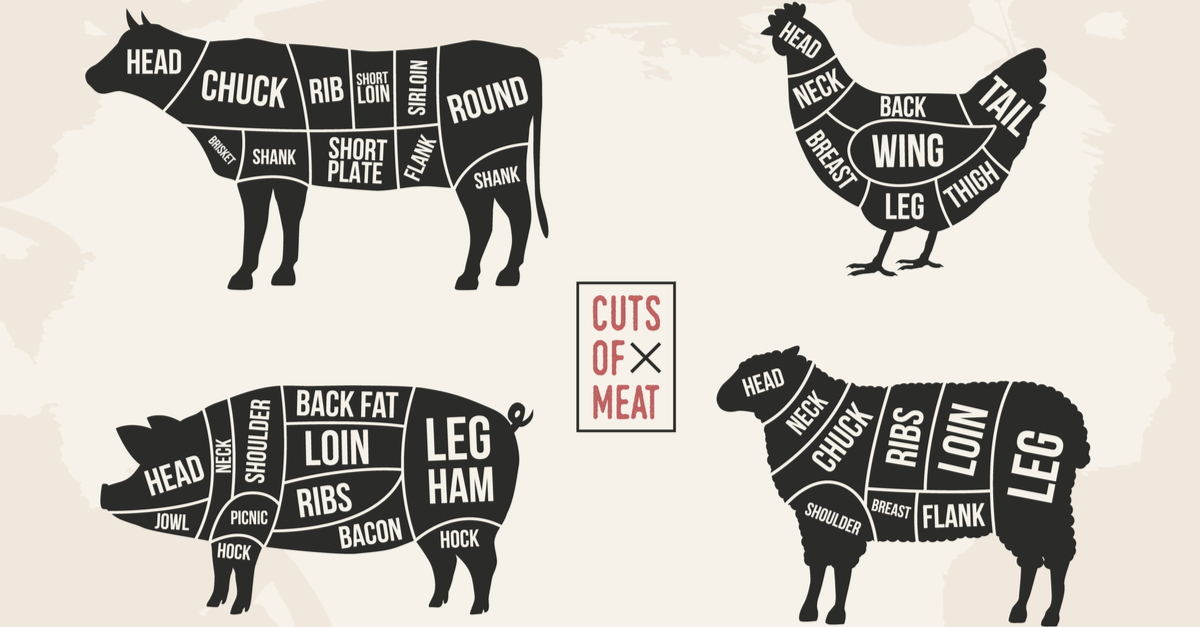 HEAD
CHUCK
RIB
SHORT
LOIN
SIRLOIN
ROUND
BRISKET
SHANK
SHORT
PLATE
FLANK
SHANK
HEAD
NECK
BACK
TAIL
BREAST
WING
THIGH
LEG
CUTS
OF
MEAT
HEAD
JOWL
NECK
SHOULDER
BACK FAT
LOIN
RIBS
BACON
PICNIC
HOCK
LEG
HAM
HOCK
HEAD
NECK
CHUCK
RIBS
LOIN
LEG
SHOULDER
BREAST
FLANK